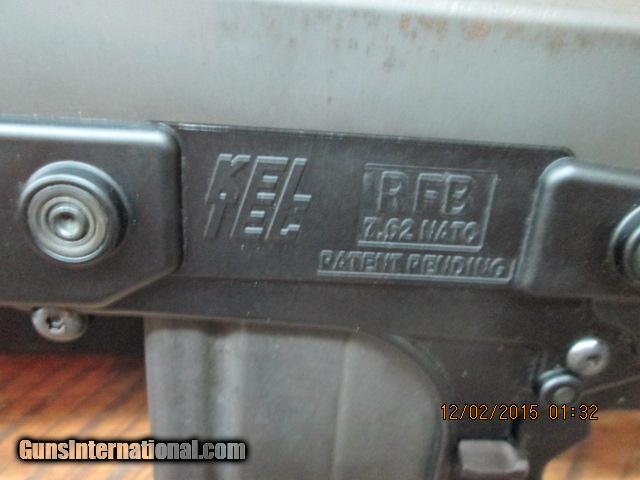 KEL
TEC
RFB
7.62 NATO
PATENT PENDING
12/02/2015 01:32
GunsInternational.com